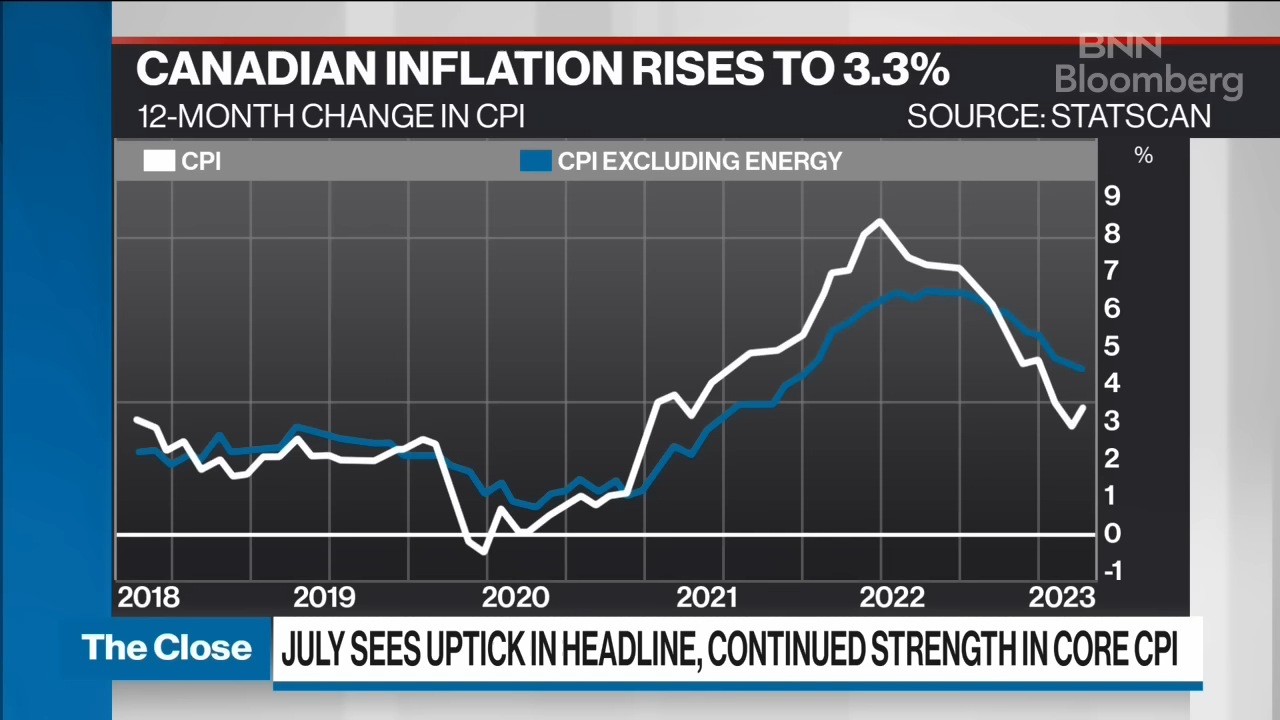 BNN
Bloomberg
CANADIAN INFLATION RISES TO 3.3%
12-MONTH CHANGE IN CPI
SOURCE: STATSCAN
CPI
CPI EXCLUDING ENERGY
%
9
8
7
6
5
4
3
2
1
0
-1
2018 2019 2020 2021 2022 2023
The Close
JULY SEES UPTICK IN HEADLINE, CONTINUED STRENGTH IN CORE CPI